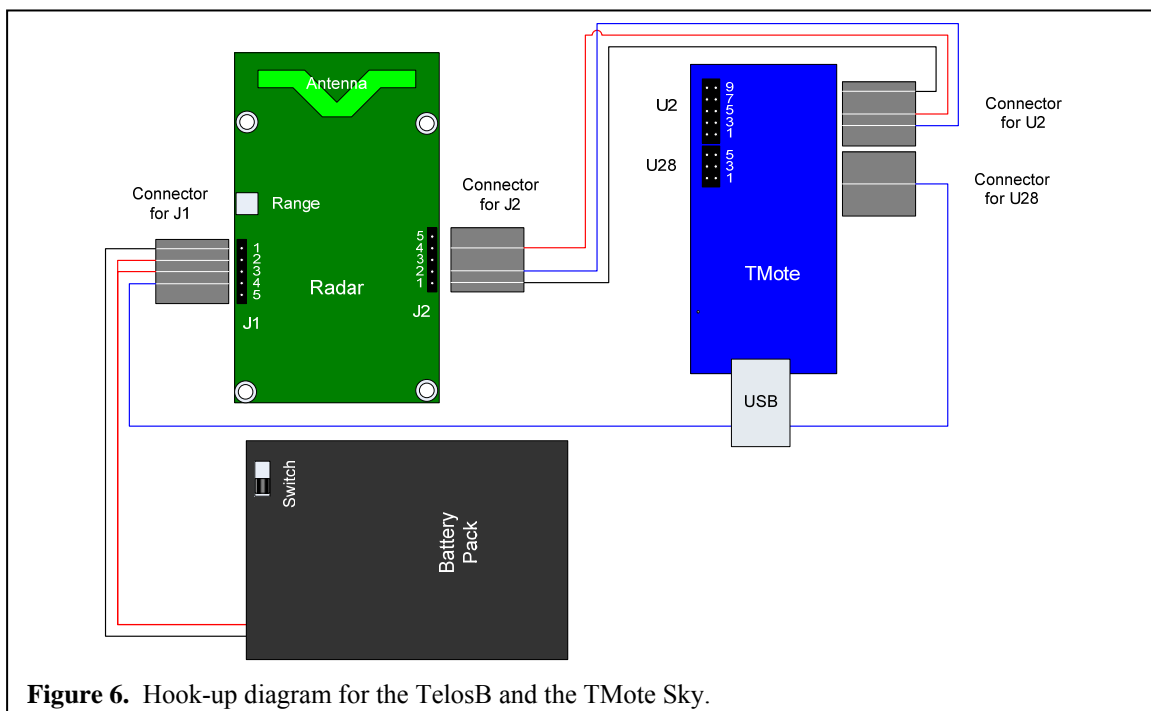 Antenna
Range
Radar
Connector
for J1
1
2
3
4
5
J1
Connector
for J2
5
4
3
2
1
J2
U2
9
7
5
3
1
U28
5
3
1
TMote
USB
Connector
for U2
Connector
for U28
Switch
Battery
Pack
Figure 6. Hook-up diagram for the TelosB and the TMote Sky.